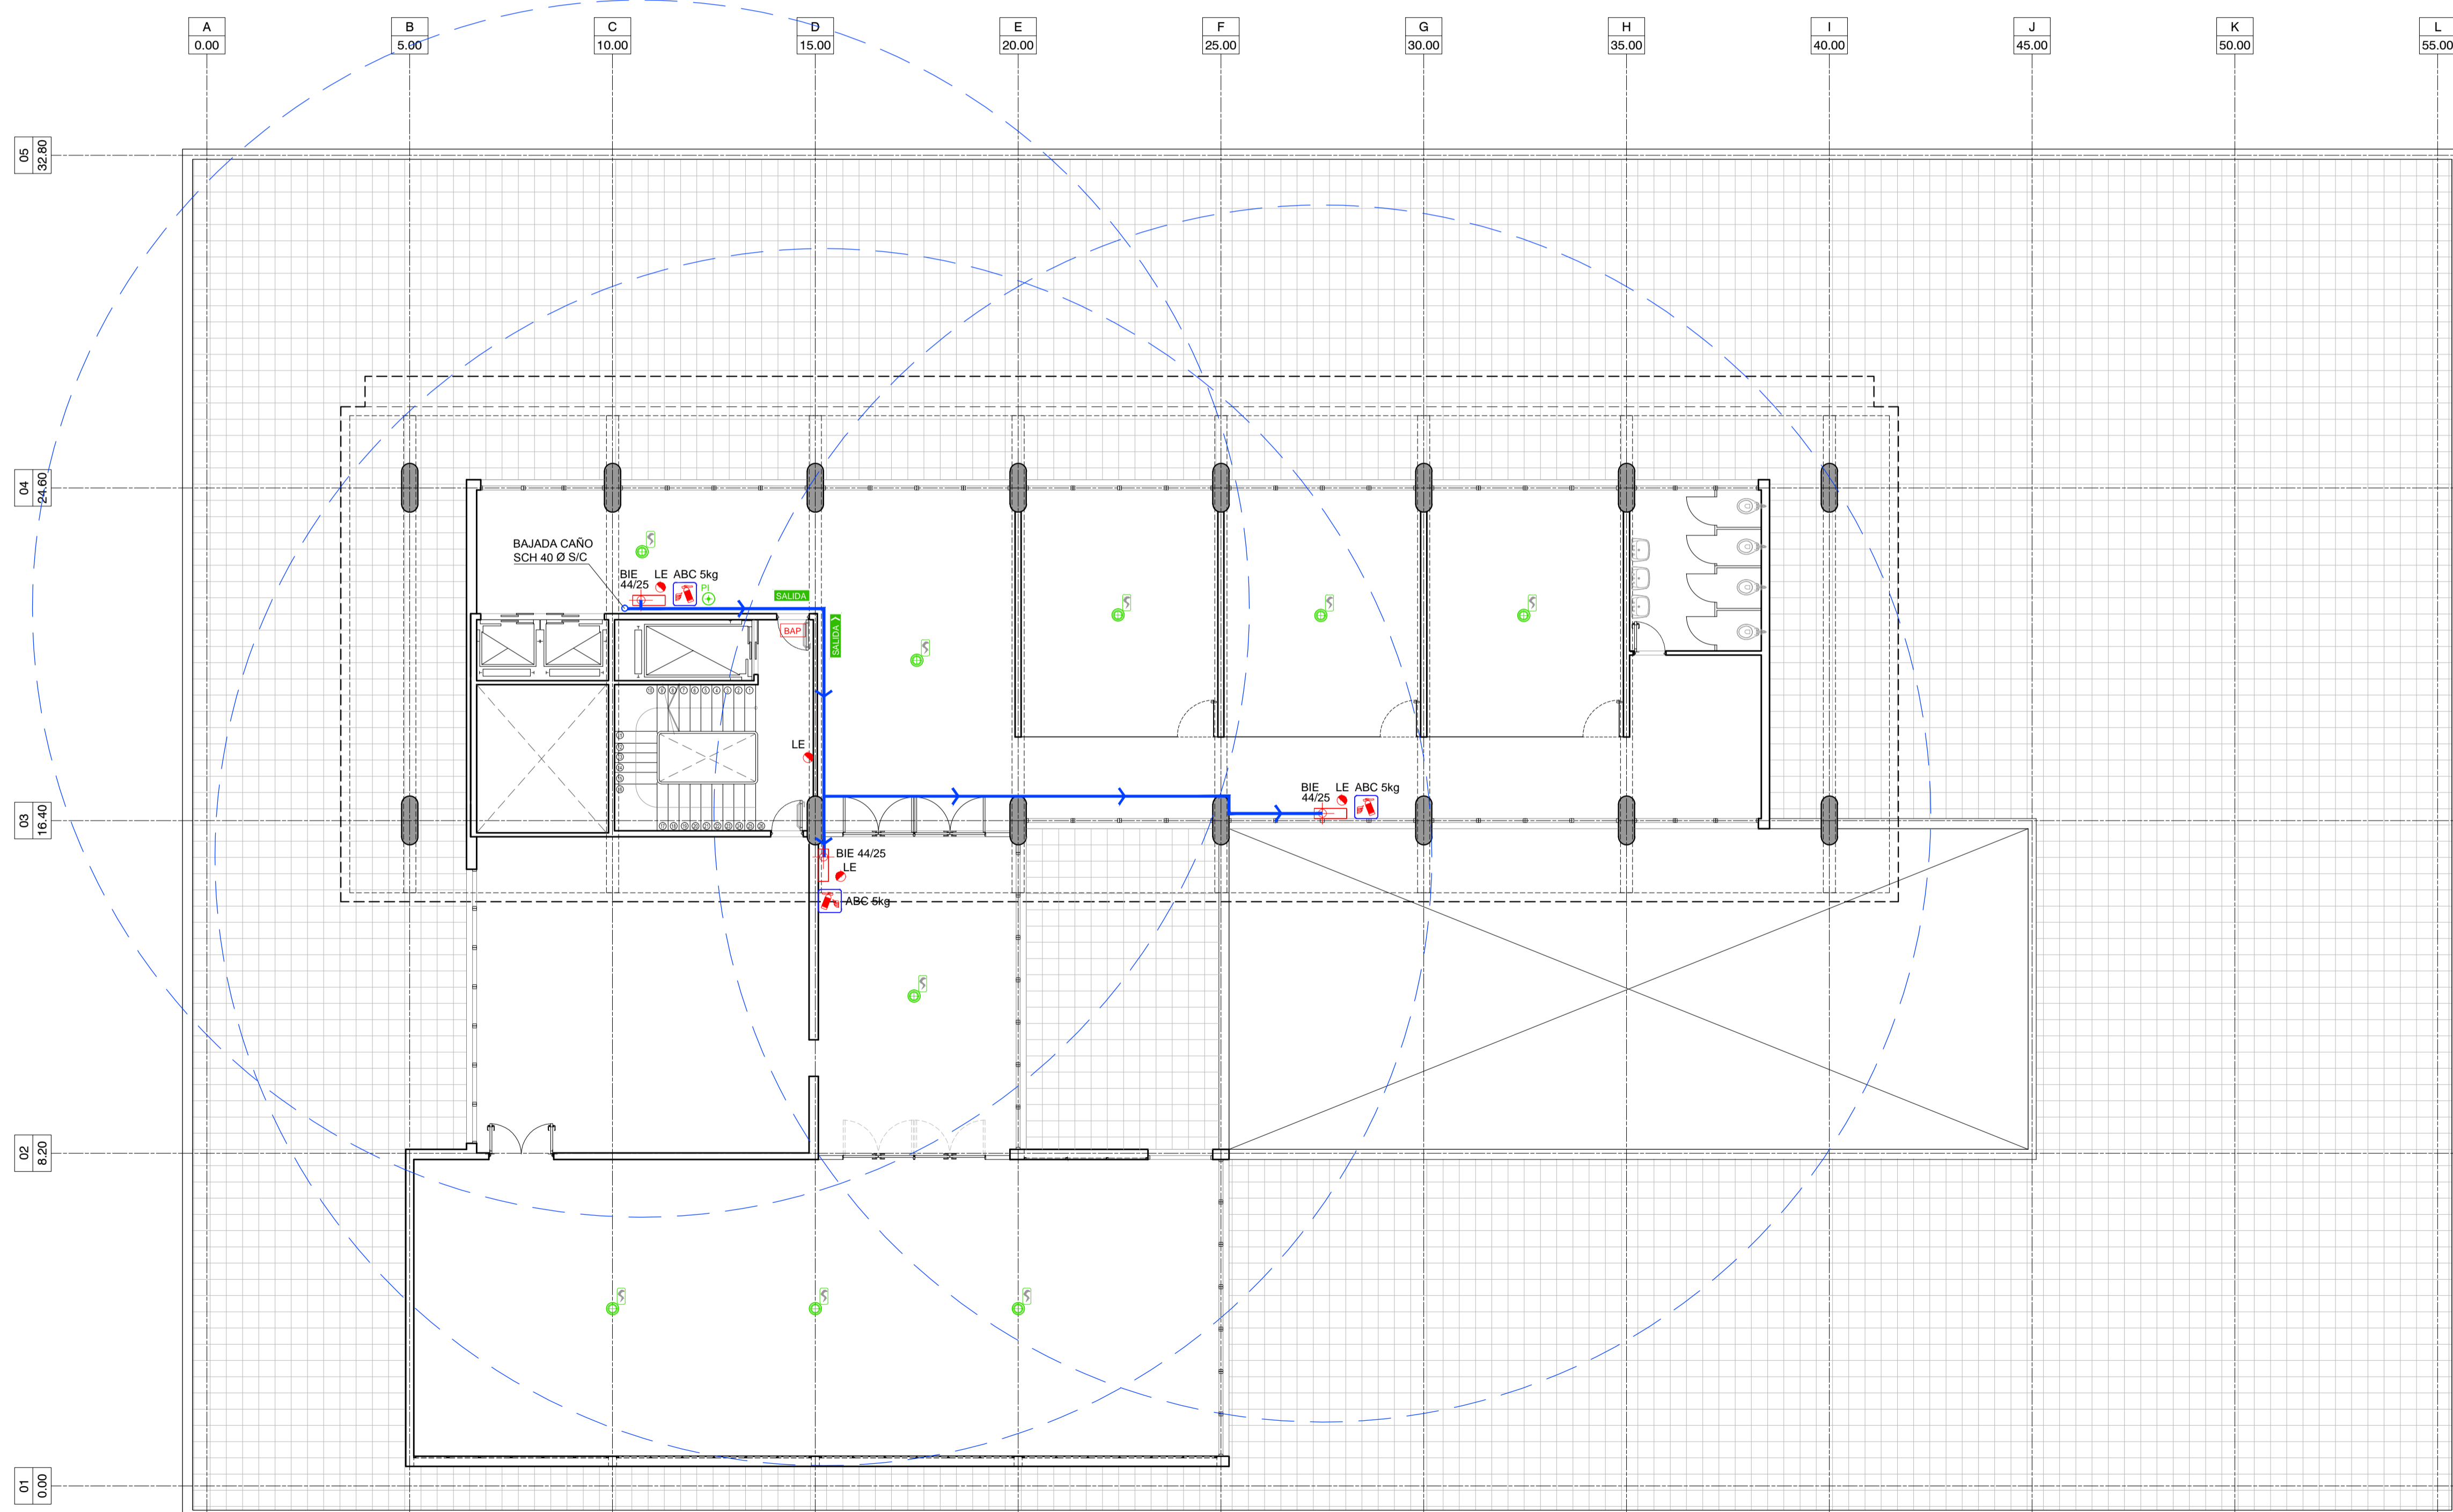 A
0.00
B
5.00
C
10.00
D
15.00
E
20.00
F
25.00
G
30.00
H
35.00
I
40.00
J
45.00
K
50.00
L
55.00
05
32.80
04
24.60
BAJADA CAÑO
SCH 40 Ø S/C
BIE
44/25
LE
ABC 5kg
PI
SALIDA
SALIDA
BAP
LE
03
16.40
BIE
44/25
LE
ABC 5kg
BIE 44/25
LE
ABC 5kg
02
8.20
01
0.00